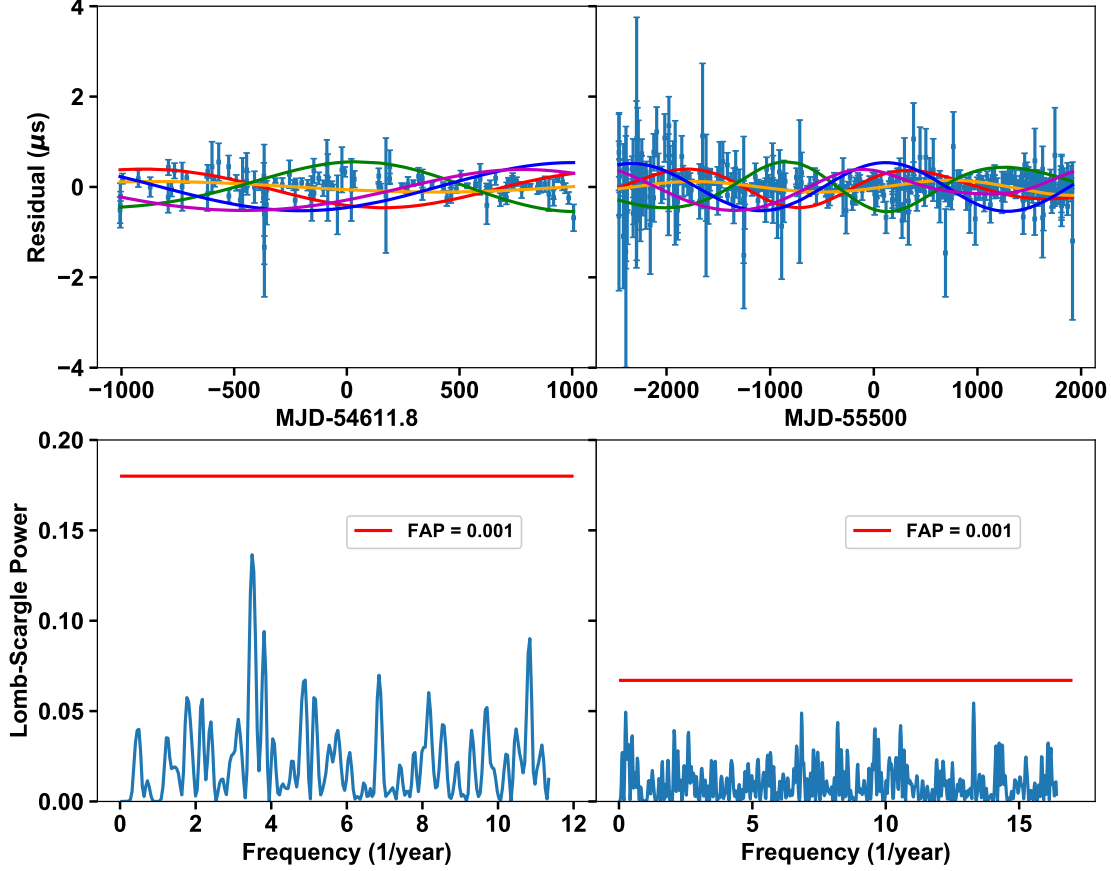 4
2
0
−2
−4
Residual (μs)
−1000 −500 0 500 1000
−2000 −1000 0 1000 2000
MJD-54611.8
MJD-55500
0.20
0.15
0.10
0.05
0.00
Lomb-Scargle Power
FAP = 0.001
FAP = 0.001
0 2 4 6 8 10 12
0 5 10 15
Frequency (1/year)
Frequency (1/year)